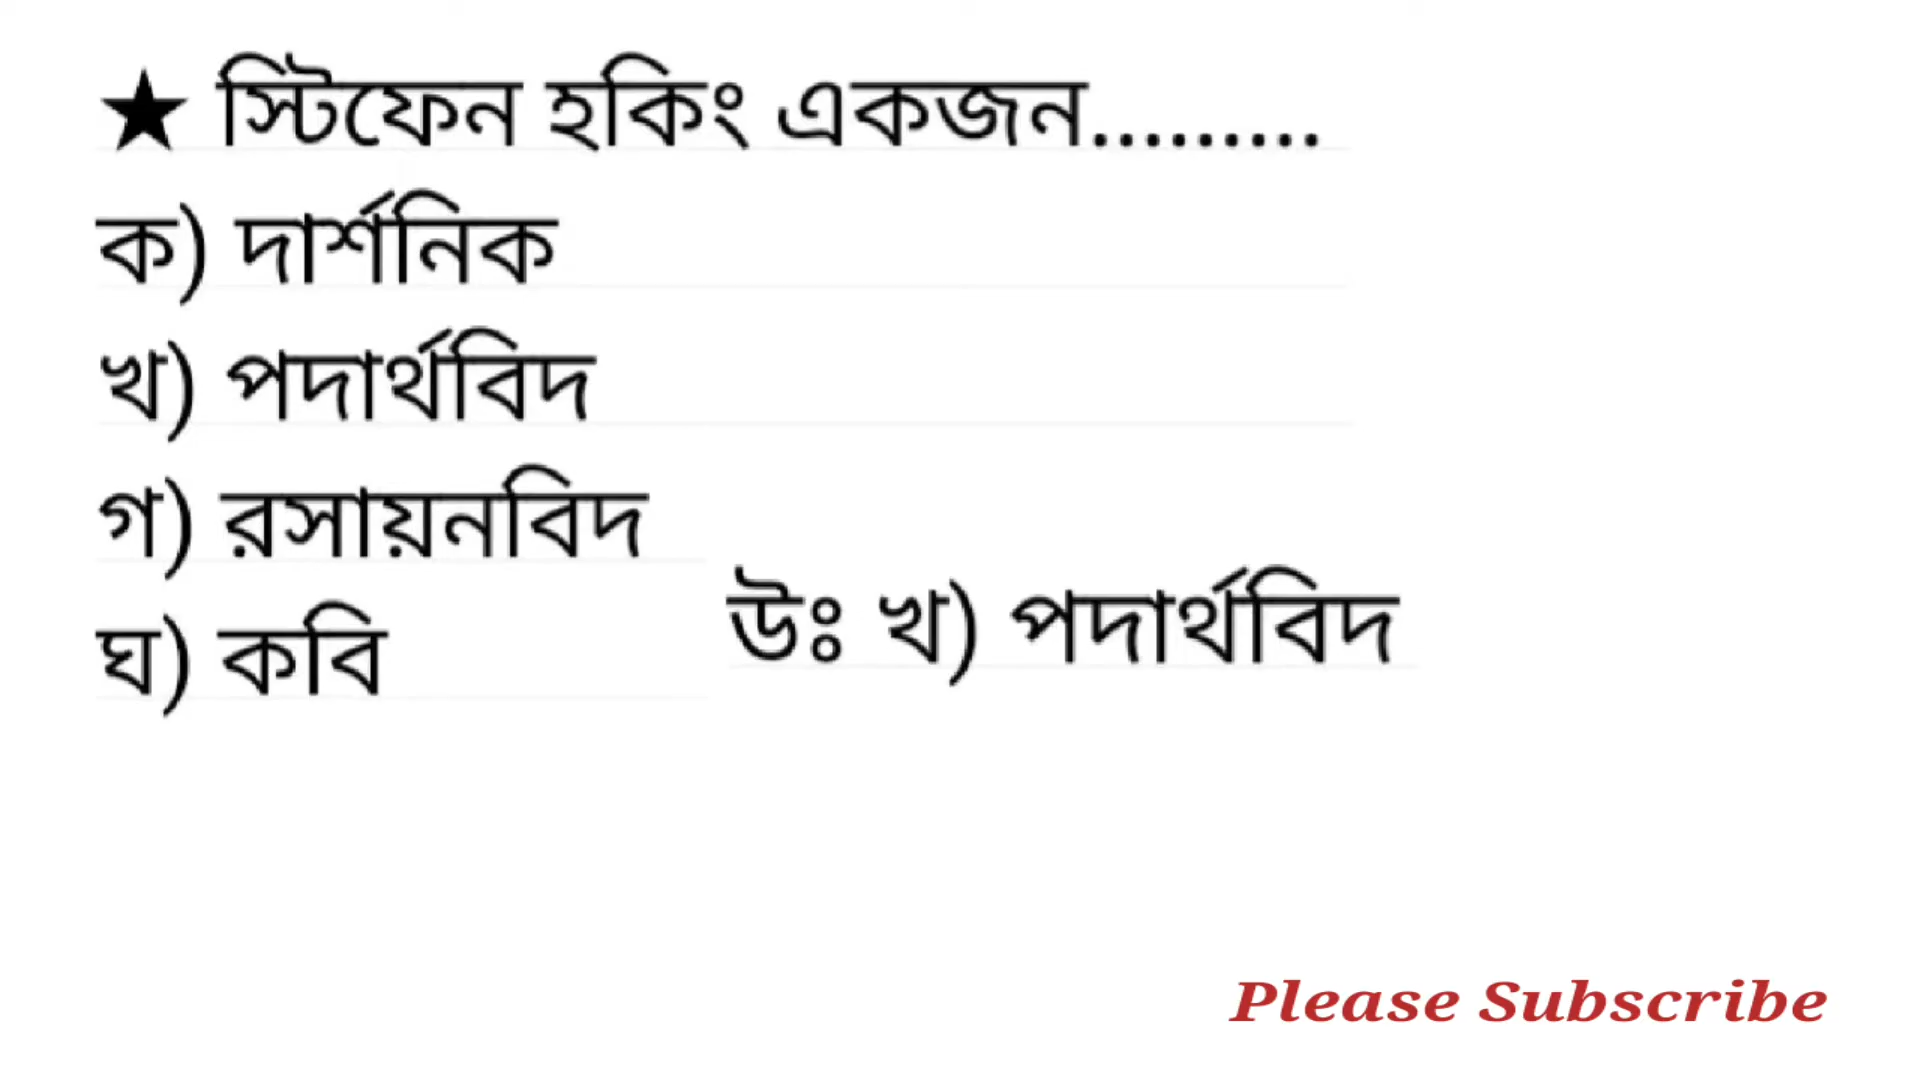 ★ স্টিফেন হকিং একজন.........
ক) দার্শনিক
খ) পদার্থবিদ
গ) রসায়নবিদ
ঘ) কবি
উঃ খ) পদার্থবিদ
Please Subscribe